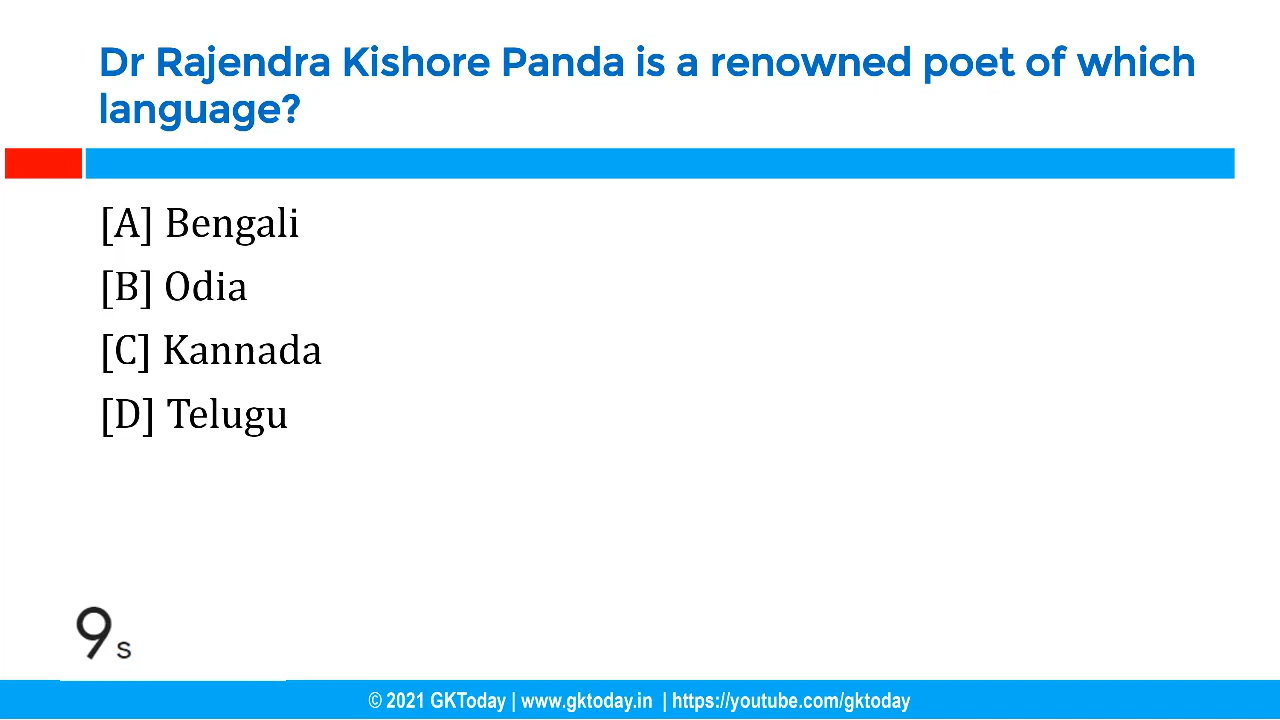 Dr Rajendra Kishore Panda is a renowned poet of which
language?
[A] Bengali
[B] Odia
[C] Kannada
[D] Telugu
9 s
© 2021 GKToday | www.gktoday.in | https://youtube.com/gktoday